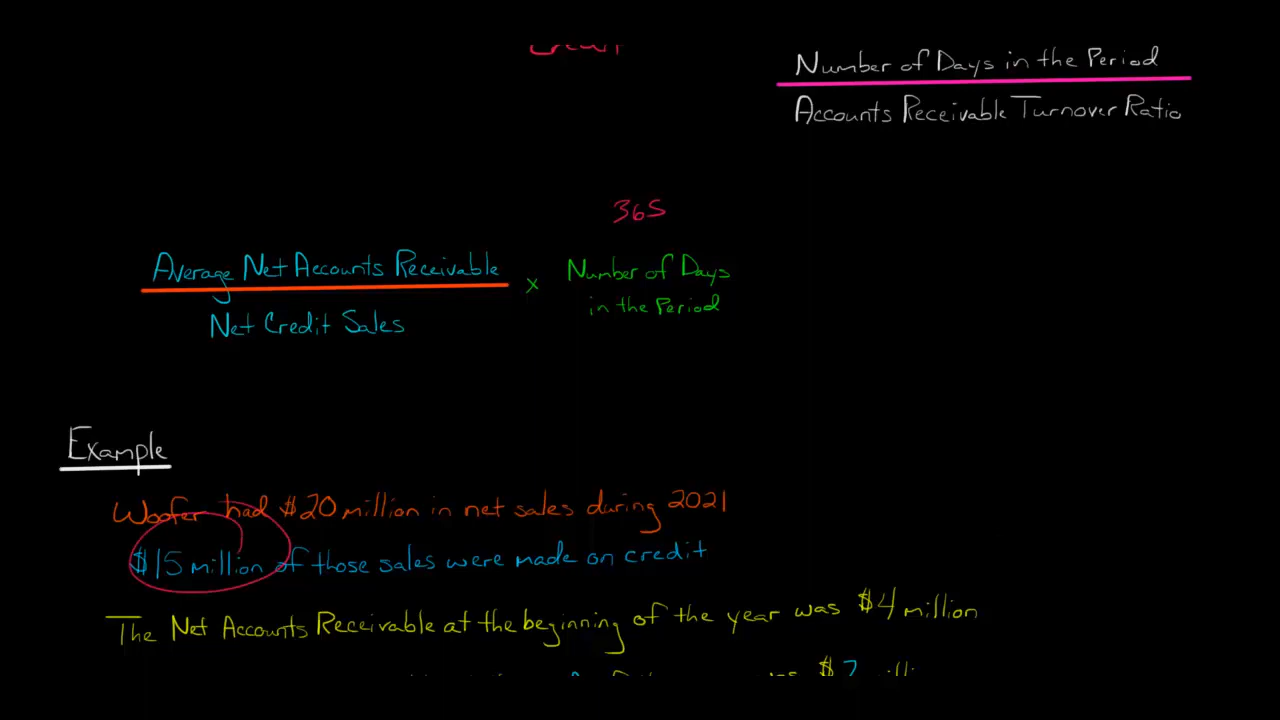 Number of Days in the Period
Accounts Receivable Turnover Ratio
365
Average Net Accounts Receivable
Net Credit Sales
x
Number of Days
in the Period
Example
Woofer had $20 million in net sales during 2021
$15 million of those sales were made on credit
The Net Accounts Receivable at the beginning of the year was $4 million